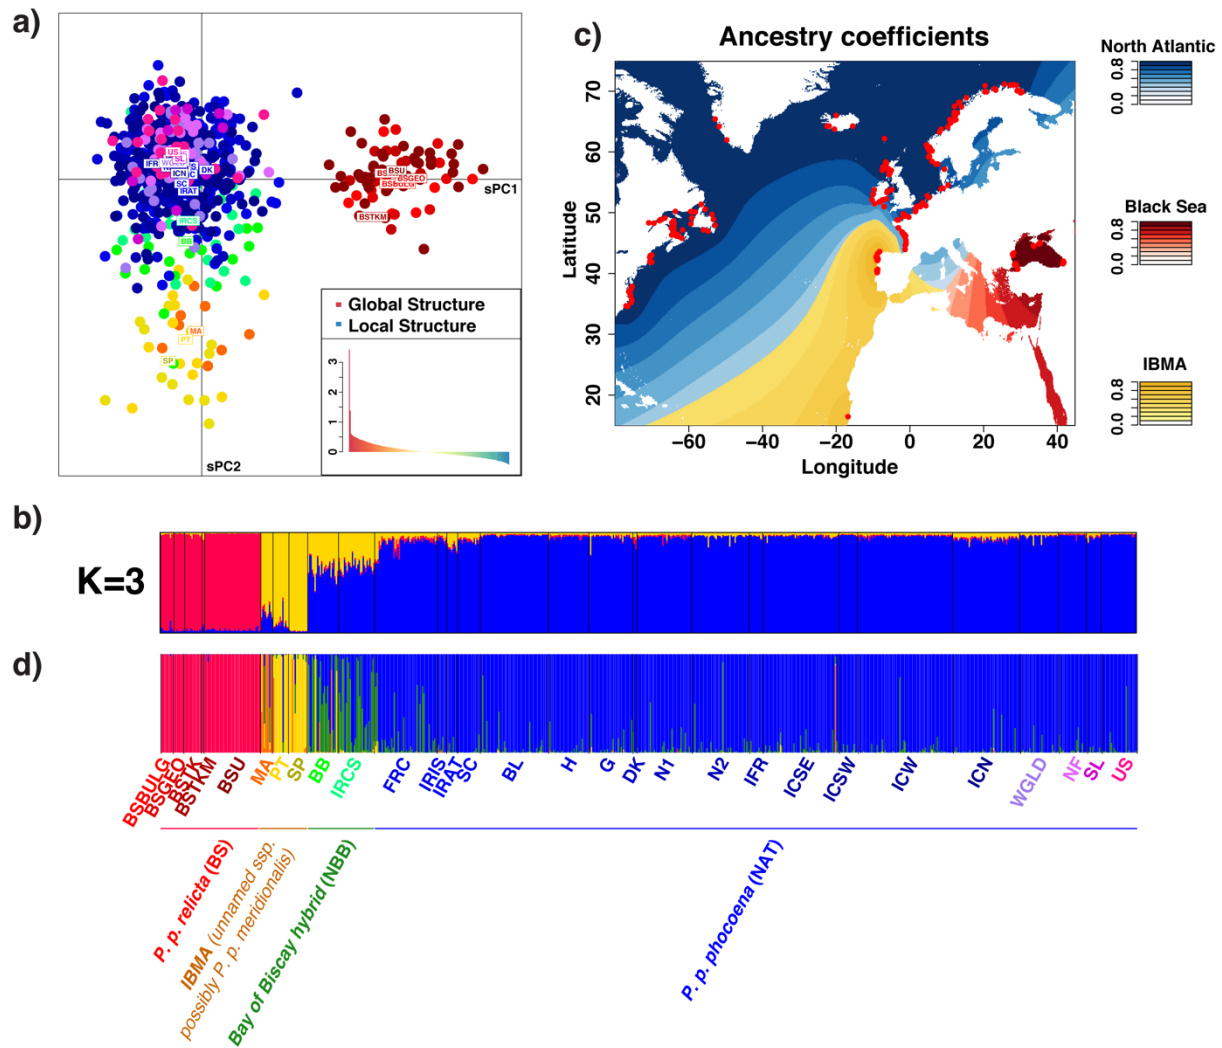 a)
IFR
US
SL
WGLD
ICN
DK
SC
IRAT
IRCS
BB
MA
PT
SP
BSU
BSGEO
BSBULG
BSTKM
sPC1
sPC2
Global Structure
Local Structure
0 1 2 3
c)
Ancestry coefficients
Latitude
70
60
50
40
30
20
−60 −40 −20 0 20 40
Longitude
North Atlantic
0.0 0.8
Black Sea
0.0 0.8
IBMA
0.0 0.8
b)
K=3
d)
BSBULG BSGEO BSTK BSTKM BSU MA PT SP BB IRCS FRC IRIS IRAT SC BL H G DK N1 N2 IFR ICSE ICSW ICW ICN WGLD NF SL US
P. p. relicta (BS)
IBMA (unnamed ssp.
possibly P. p. meridionalis)
Bay of Biscay hybrid (NBB)
P. p. phocoena (NAT)